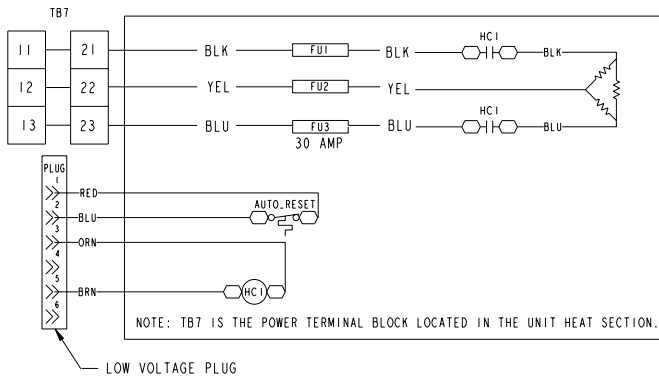 TB7
11 21 BLK FU1 BLK HC1 BLK
12 22 YEL FU2 YEL
13 23 BLU FU3 BLU HC1 BLU
30 AMP
PLUG
1 RED
2 BLU AUTO_RESET
3 ORN
4
5 BRN HC1
6
NOTE: TB7 IS THE POWER TERMINAL BLOCK LOCATED IN THE UNIT HEAT SECTION.
LOW VOLTAGE PLUG